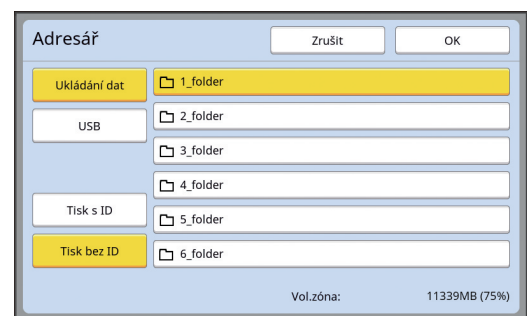 Adresář
Zrušit
OK
Ukládání dat
USB
Tisk s ID
Tisk bez ID
1_folder
2_folder
3_folder
4_folder
5_folder
6_folder
Vol.zóna: 11339MB (75%)